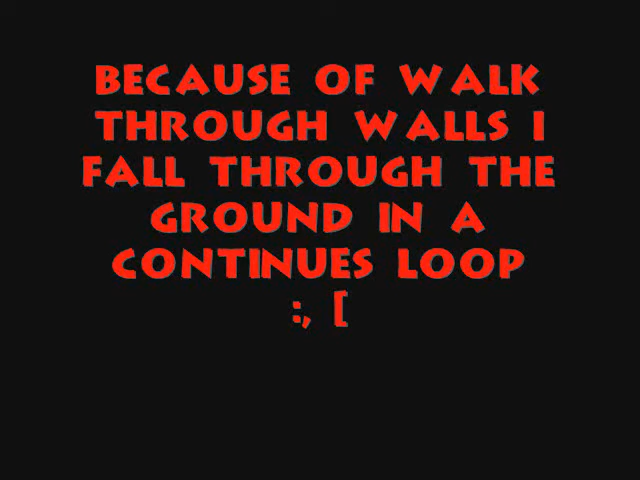 BECAUSE OF WALK
THROUGH WALLS I
FALL THROUGH THE
GROUND IN A
CONTINUES LOOP
:, [